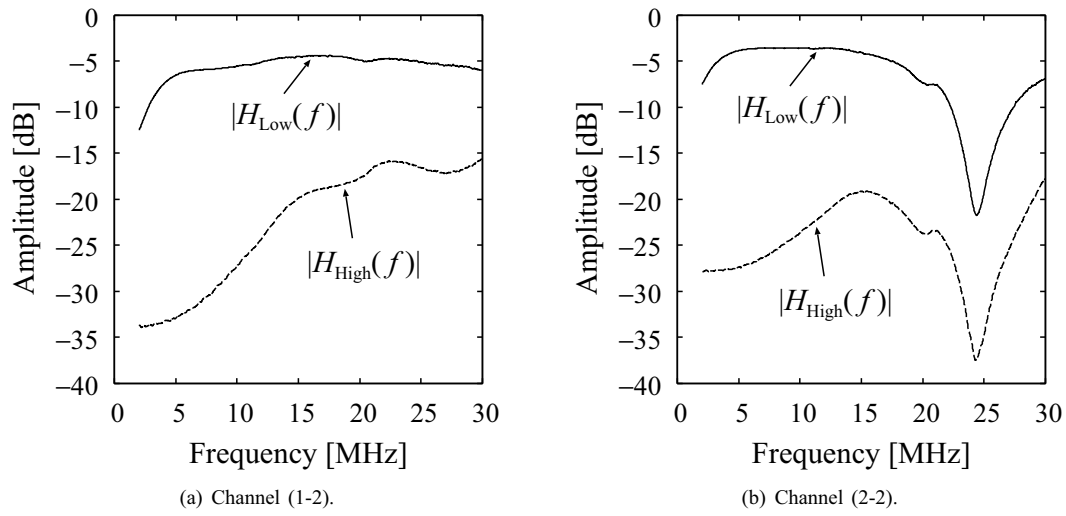 0
−5
−10
−15
−20
−25
−30
−35
−40
Amplitude [dB]
|H_Low(f)|
|H_High(f)|
0 5 10 15 20 25 30
Frequency [MHz]
(a) Channel (1-2).
0
−5
−10
−15
−20
−25
−30
−35
−40
Amplitude [dB]
|H_Low(f)|
|H_High(f)|
0 5 10 15 20 25 30
Frequency [MHz]
(b) Channel (2-2).